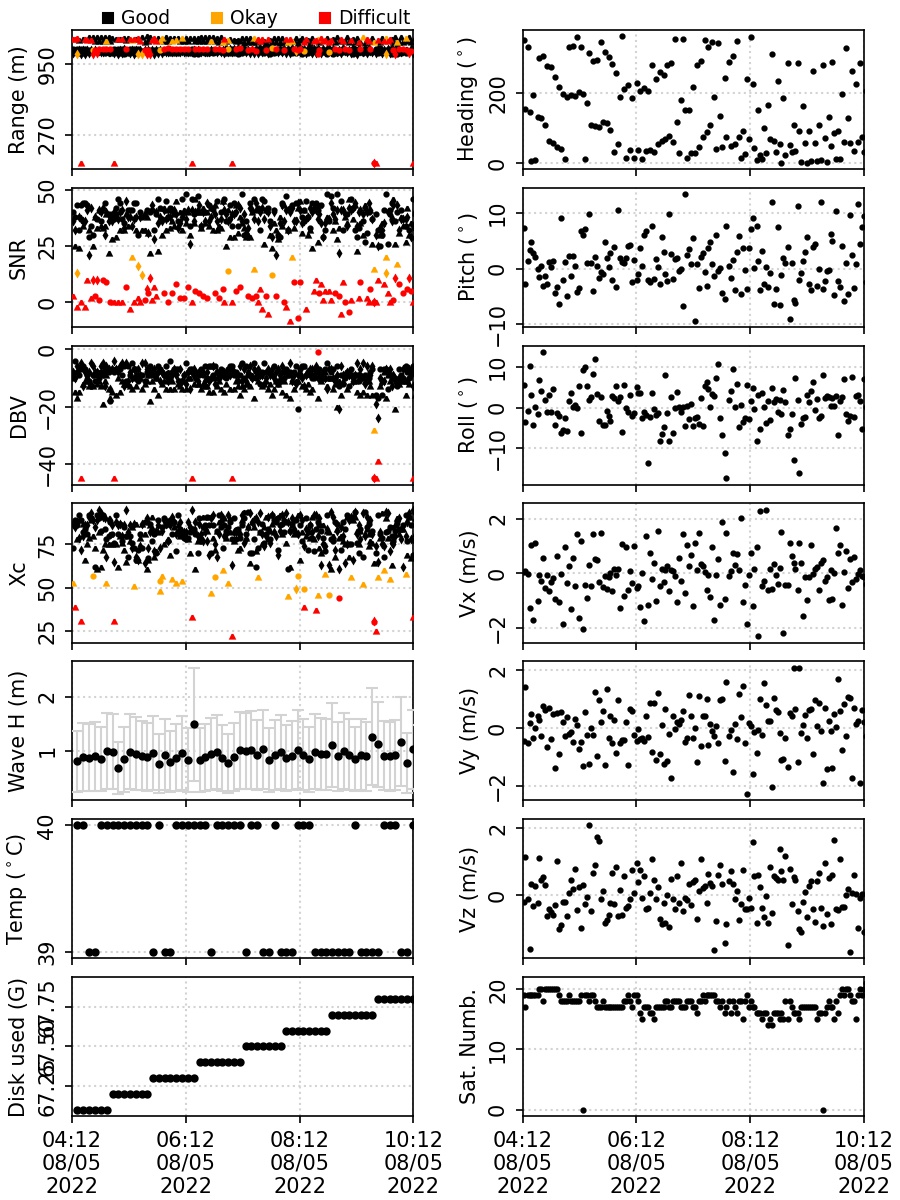 Good Okay Difficult
Range (m)
950
270
Heading (°)
200
0
SNR
50
25
0
Pitch (°)
10
0
−10
DBV
0
−20
−40
Roll (°)
10
0
−10
Xc
75
50
25
Vx (m/s)
2
0
−2
Wave H (m)
2
1
Vy (m/s)
2
0
−2
Temp (°C)
40
39
Vz (m/s)
2
0
Disk used (G)
67.75
67.50
67.25
67.00
Sat. Numb.
20
10
0
04:12 06:12 08:12 10:12
08/05 08/05 08/05 08/05
2022 2022 2022 2022
04:12 06:12 08:12 10:12
08/05 08/05 08/05 08/05
2022 2022 2022 2022